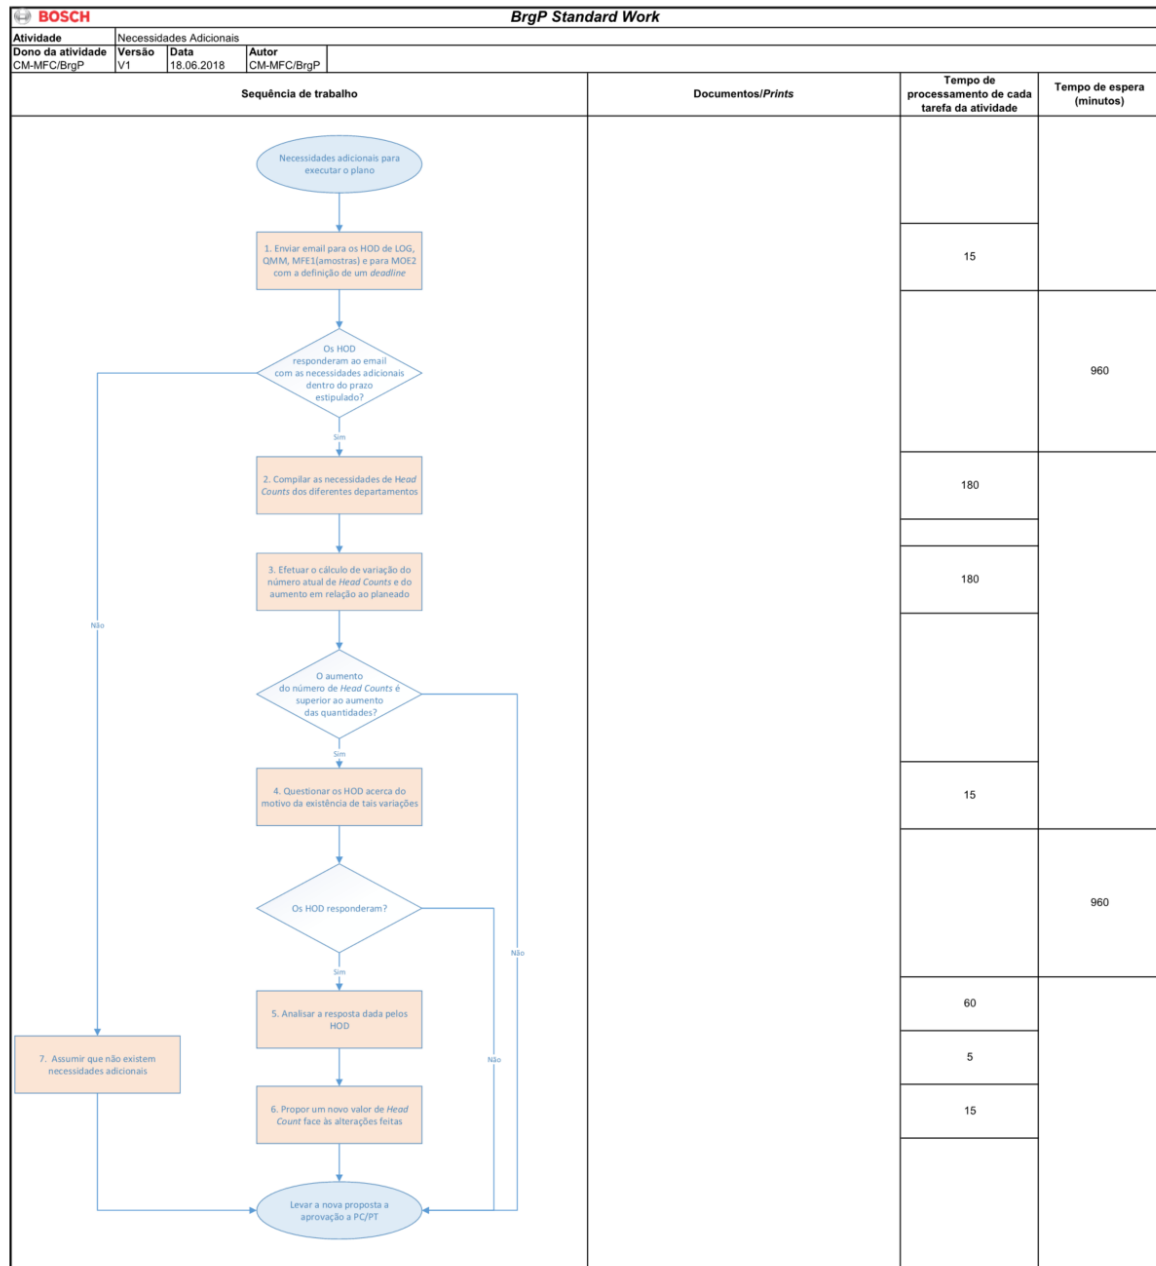 BOSCH
BrgP Standard Work
Atividade
Necessidades Adicionais
Dono da atividade
Versão
Data
Autor
CM-MFC/BrgP
V1
18.06.2018
CM-MFC/BrgP
Sequência de trabalho
Documentos/Prints
Tempo de
processamento de cada
tarefa da atividade
Tempo de espera
(minutos)
Necessidades adicionais para
executar o plano
1. Enviar email para os HOD de LOG,
QMM, MFE1(amostras) e para MOE2
com a definição de um deadline
15
Os HOD
responderam ao email
com as necessidades adicionais
dentro do prazo
estipulado?
960
Sim
2. Compilar as necessidades de Head
Counts dos diferentes departamentos
180
3. Efetuar o cálculo de variação do
número atual de Head Counts e do
aumento em relação ao planeado
180
Não
O aumento
do número de Head Counts é
superior ao aumento
das quantidades?
Sim
4. Questionar os HOD acerca do
motivo da existência de tais variações
15
Os HOD responderam?
960
Não
Sim
5. Analisar a resposta dada pelos
HOD
60
7. Assumir que não existem
necessidades adicionais
Não
5
6. Propor um novo valor de Head
Count face às alterações feitas
15
Levar a nova proposta a
aprovação a PC/PT